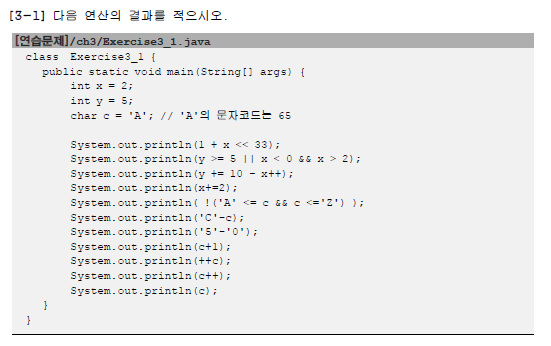 [3-1] 다음 연산의 결과를 적으시오.
[연습문제]/ch3/Exercise3_1.java
class Exercise3_1 {
public static void main(String[] args) {
int x = 2;
int y = 5;
char c = 'A'; // 'A'의 문자코드는 65
System.out.println(1 + x << 33);
System.out.println(y >= 5 || x < 0 && x > 2);
System.out.println(y += 10 - x++);
System.out.println(x+=2);
System.out.println( !('A' <= c && c <='Z') );
System.out.println('C'-c);
System.out.println('5'-'0');
System.out.println(c+1);
System.out.println(++c);
System.out.println(c++);
System.out.println(c);
}
}